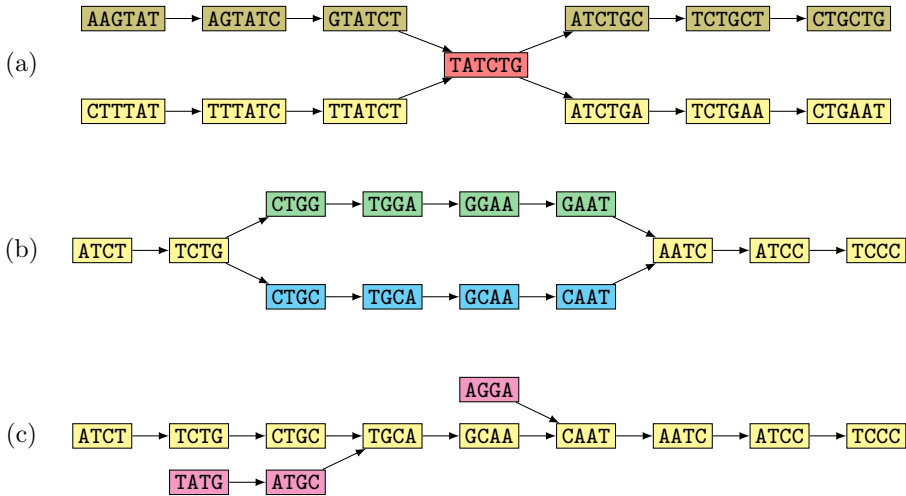 AAGTAT AGTATC GTATCT ATCTGC TCTGCT CTGCTG
(a) TATCTG
CTTTAT TTTATC TTATCT ATCTGA TCTGAA CTGAAT
CTGG TGGA GGAA GAAT
(b) ATCT TCTG AATC ATCC TCCC
CTGC TGCA GCAA CAAT
AGGA
(c) ATCT TCTG CTGC TGCA GCAA CAAT AATC ATCC TCCC
TATG ATGC